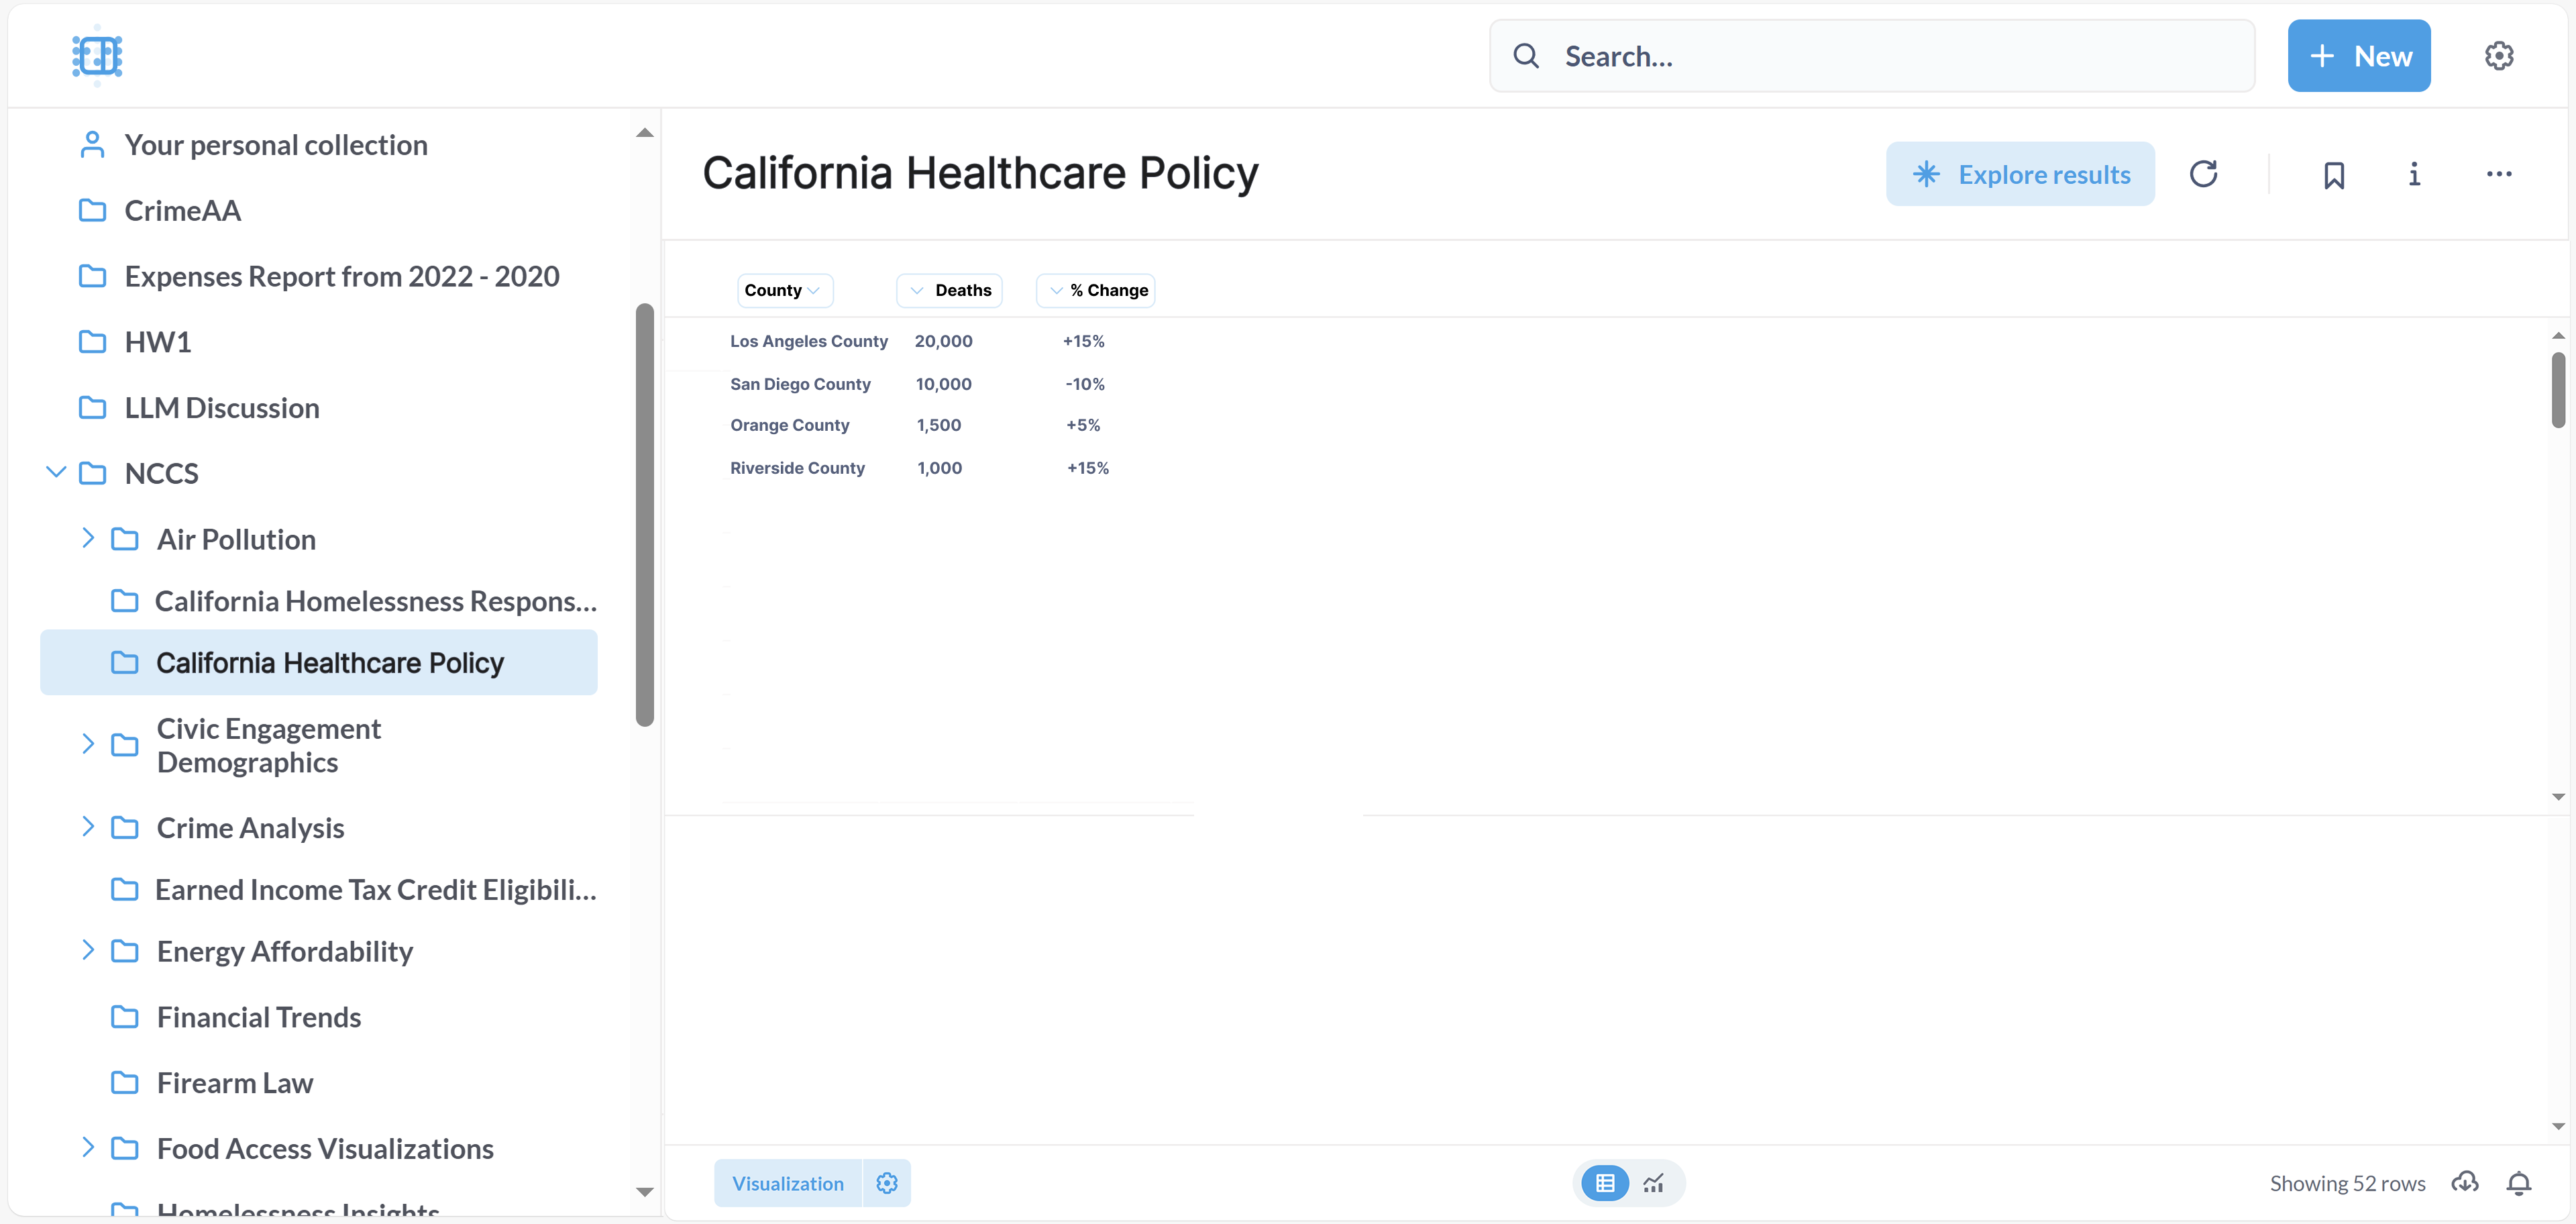 Search...
New
Your personal collection
CrimeAA
Expenses Report from 2022 - 2020
HW1
LLM Discussion
NCCS
Air Pollution
California Homelessness Respons...
California Healthcare Policy
Civic Engagement
Demographics
Crime Analysis
Earned Income Tax Credit Eligibili...
Energy Affordability
Financial Trends
Firearm Law
Food Access Visualizations
Homelessness Insights
California Healthcare Policy
Explore results
County Deaths % Change
Los Angeles County 20,000 +15%
San Diego County 10,000 -10%
Orange County 1,500 +5%
Riverside County 1,000 +15%
Visualization
Showing 52 rows